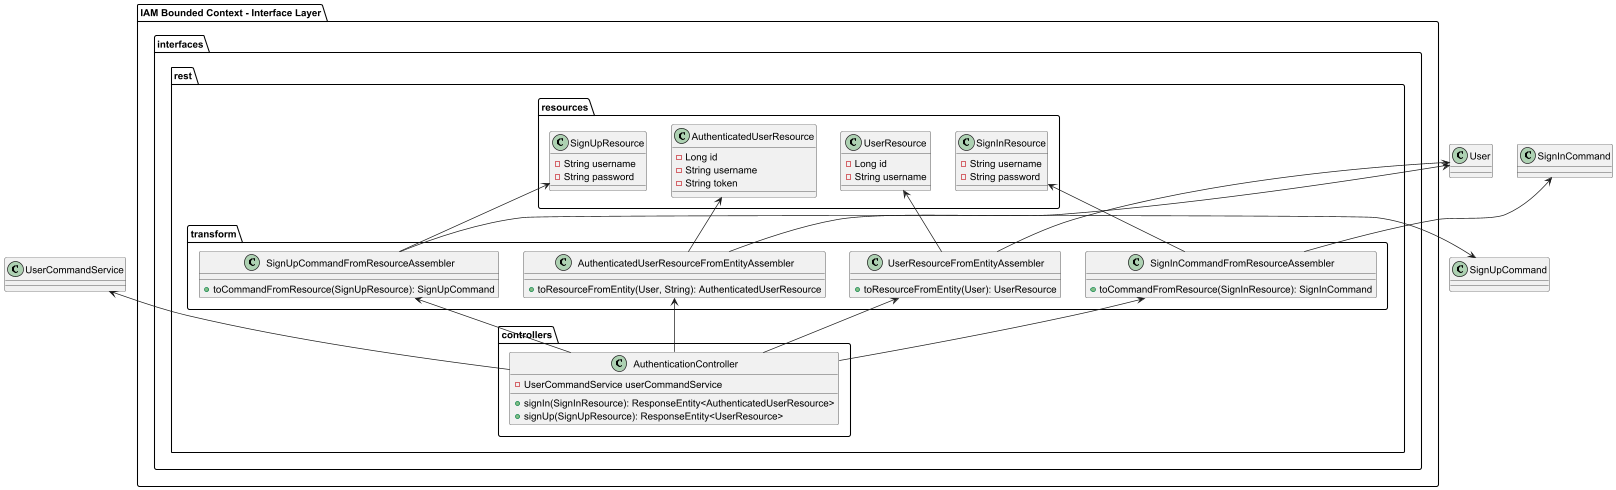 IAM Bounded Context - Interface Layer
interfaces
rest
resources
C SignUpResource
String username
String password
C AuthenticatedUserResource
Long id
String username
String token
C UserResource
Long id
String username
C SignInResource
String username
String password
C User
C SignInCommand
transform
C UserCommandService
C SignUpCommandFromResourceAssembler
toCommandFromResource(SignUpResource): SignUpCommand
C AuthenticatedUserResourceFromEntityAssembler
toResourceFromEntity(User, String): AuthenticatedUserResource
C UserResourceFromEntityAssembler
toResourceFromEntity(User): UserResource
C SignInCommandFromResourceAssembler
toCommandFromResource(SignInResource): SignInCommand
C SignUpCommand
controllers
C AuthenticationController
UserCommandService userCommandService
signIn(SignInResource): ResponseEntity<AuthenticatedUserResource>
signUp(SignUpResource): ResponseEntity<UserResource>